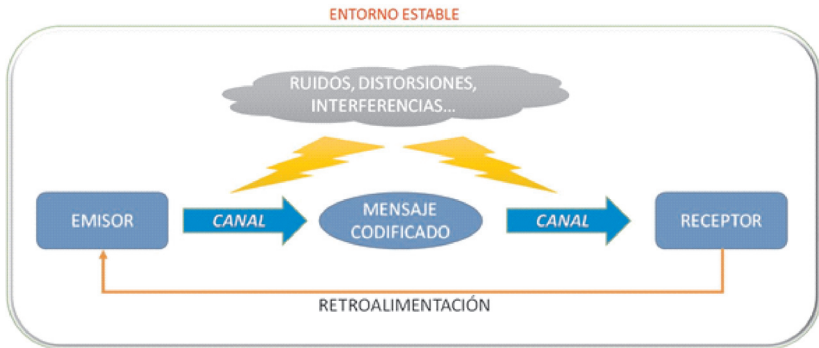 ENTORNO ESTABLE
RUIDOS, DISTORSIONES,
INTERFERENCIAS...
EMISOR
CANAL
MENSAJE
CODIFICADO
CANAL
RECEPTOR
RETROALIMENTACIÓN